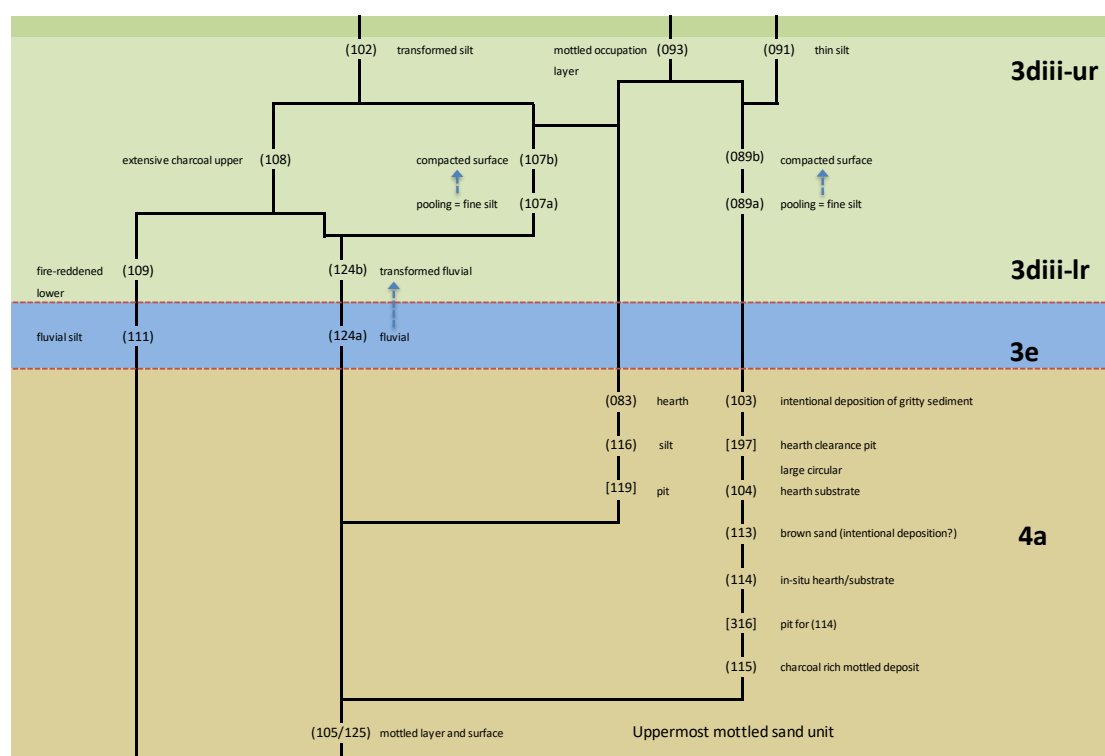 (102) transformed silt mottled occupation (093) (091) thin silt
layer
3diii-ur
extensive charcoal upper (108) compacted surface (107b) (089b) compacted surface
pooling = fine silt (107a) (089a) pooling = fine silt
fire-reddened (109) (124b) transformed fluvial 3diii-lr
lower
fluvial silt (111) (124a) fluvial
3e
(083) hearth (103) intentional deposition of gritty sediment
(116) silt [197] hearth clearance pit
large circular
[119] pit (104) hearth substrate
(113) brown sand (intentional deposition?) 4a
(114) in-situ hearth/substrate
[316] pit for (114)
(115) charcoal rich mottled deposit
(105/125) mottled layer and surface Uppermost mottled sand unit